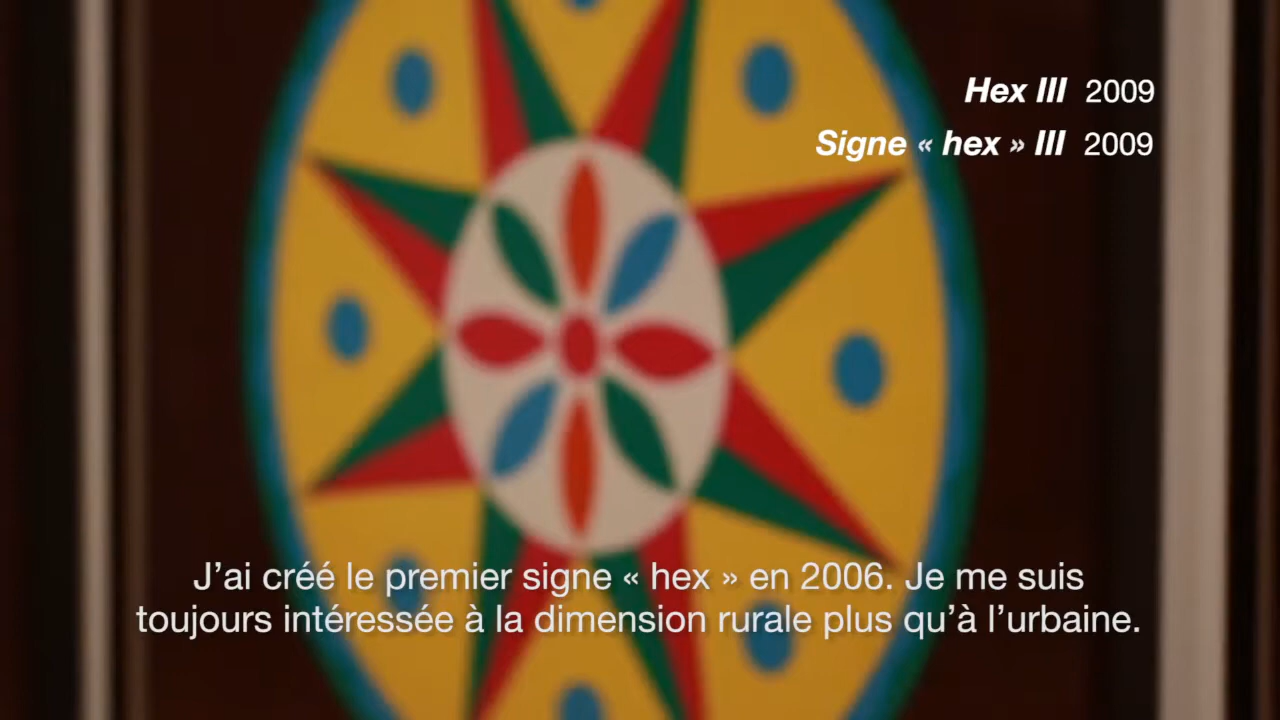 Hex III 2009
Signe « hex » III 2009
J’ai créé le premier signe « hex » en 2006. Je me suis
toujours intéressée à la dimension rurale plus qu’à l’urbaine.